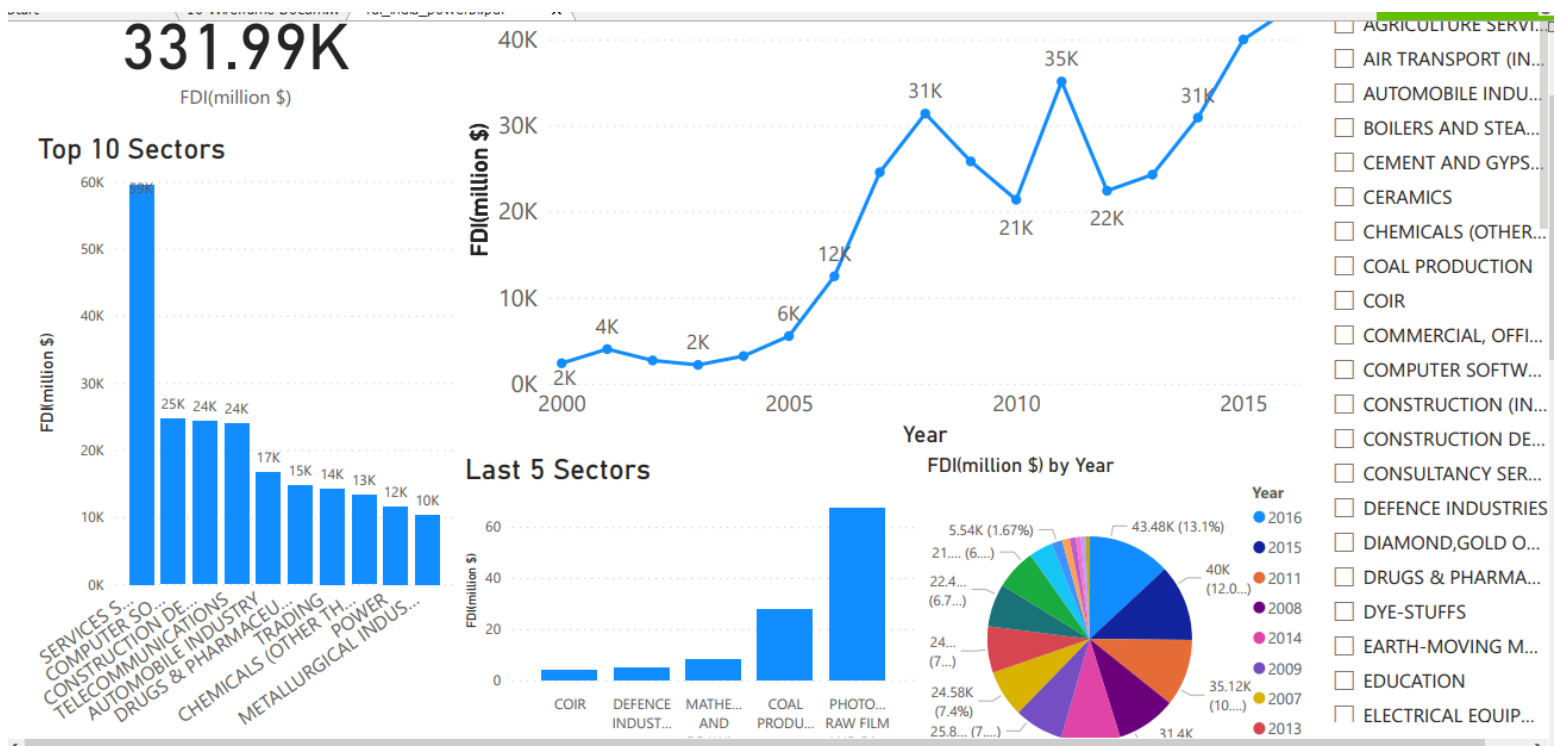 331.99K
FDI(million $)
Top 10 Sectors
FDI(million $)
60K
50K
40K
30K
20K
10K
0K
59K
25K
24K
24K
17K
15K
14K
13K
12K
10K
SERVICES S...
COMPUTER SO...
CONSTRUCTION DE...
TELECOMMUNICATIONS
AUTOMOBILE INDUSTRY
DRUGS & PHARMACEU...
TRADING
CHEMICALS (OTHER TH...
POWER
METALLURGICAL INDUS...
FDI(million $)
40K
30K
20K
10K
0K
2K
4K
2K
6K
12K
31K
21K
35K
22K
31K
2000
2005
2010
2015
Year
Last 5 Sectors
FDI(million $)
60
40
20
0
COIR
DEFENCE
INDUST...
MATHE...
AND
COAL
PRODU...
PHOTO...
RAW FILM
FDI(million $) by Year
43.48K (13.1%)
40K
(12.0...)
35.12K
(10....)
31.4K
25.8... (7....)
24.58K
(7.4%)
24....
(7...)
22.4...
(6.7...)
21.... (6....)
5.54K (1.67%)
Year
2016
2015
2011
2008
2014
2009
2007
2013
AGRICULTURE SERVI...
AIR TRANSPORT (IN...
AUTOMOBILE INDU...
BOILERS AND STEA...
CEMENT AND GYPS...
CERAMICS
CHEMICALS (OTHER...
COAL PRODUCTION
COIR
COMMERCIAL, OFFI...
COMPUTER SOFTW...
CONSTRUCTION (IN...
CONSTRUCTION DE...
CONSULTANCY SER...
DEFENCE INDUSTRIES
DIAMOND,GOLD O...
DRUGS & PHARMA...
DYE-STUFFS
EARTH-MOVING M...
EDUCATION
ELECTRICAL EQUIP...